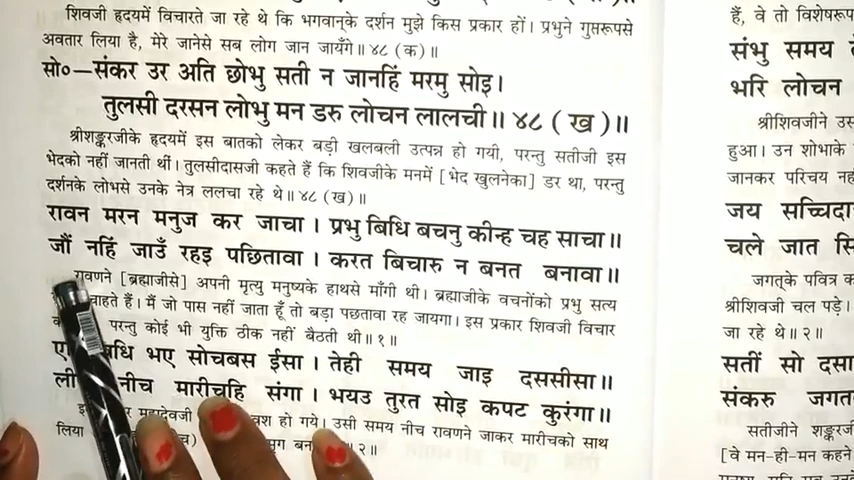 शिवजी हृदयमें विचारते जा रहे थे कि भगवान्‌के दर्शन मुझे किस प्रकार हों। प्रभुने गुप्तरूपसे
अवतार लिया है, मेरे जानेसे सब लोग जान जायँगे॥ ४८ (क)॥
सो०—संकर उर अति छोभु सती न जानहिं मरमु सोइ।
तुलसी दरसन लोभु मन डरु लोचन लालची॥ ४८ (ख)॥
श्रीशङ्करजीके हृदयमें इस बातको लेकर बड़ी खलबली उत्पन्न हो गयी, परन्तु सतीजी इस
भेदको नहीं जानती थीं। तुलसीदासजी कहते हैं कि शिवजीके मनमें [भेद खुलनेका] डर था, परन्तु
दर्शनके लोभसे उनके नेत्र ललचा रहे थे॥ ४८ (ख)॥
रावन मरन मनुज कर जाचा। प्रभु बिधि बचनु कीन्ह चह साचा॥
जौं नहिं जाउँ रहइ पछितावा। करत बिचारु न बनत बनावा॥
रावणने [ब्रह्माजीसे] अपनी मृत्यु मनुष्यके हाथसे माँगी थी। ब्रह्माजीके वचनोंको प्रभु सत्य
चाहते हैं। मैं जो पास नहीं जाता हूँ तो बड़ा पछतावा रह जायगा। इस प्रकार शिवजी विचार
परन्तु कोई भी युक्ति ठीक नहीं बैठती थी॥ १॥
भए सोचबस ईसा। तेही समय जाइ दससीसा॥
नीच मारीचहि संगा। भयउ तुरत सोइ कपट कुरंगा॥
महादेवजी हो गये। उसी समय नीच रावणने जाकर मारीचको साथ
लिया २॥
हैं, वे तो विशेषरूप
संभु समय
भरि लोचन
श्रीशिवजीने उस
हुआ। उन शोभाके
जानकर परिचय
जय सच्चिदा
चले जात
जगत्‌के पवित्र
श्रीशिवजी चल पड़े।
जा रहे थे॥ २॥
सतीं सो दसा
संकरु जगत
सतीजीने
[वे मन-ही-मन कहने